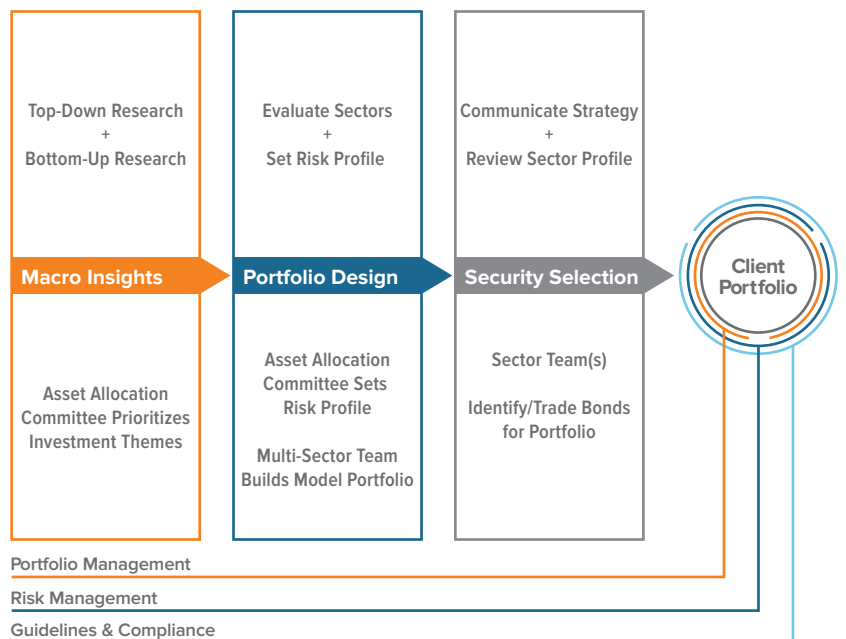 Top-Down Research
+
Bottom-Up Research
Macro Insights
Asset Allocation
Committee Prioritizes
Investment Themes
Evaluate Sectors
+
Set Risk Profile
Portfolio Design
Asset Allocation
Committee Sets
Risk Profile
Multi-Sector Team
Builds Model Portfolio
Communicate Strategy
+
Review Sector Profile
Security Selection
Sector Team(s)
Identify/Trade Bonds
for Portfolio
Client
Portfolio
Portfolio Management
Risk Management
Guidelines & Compliance